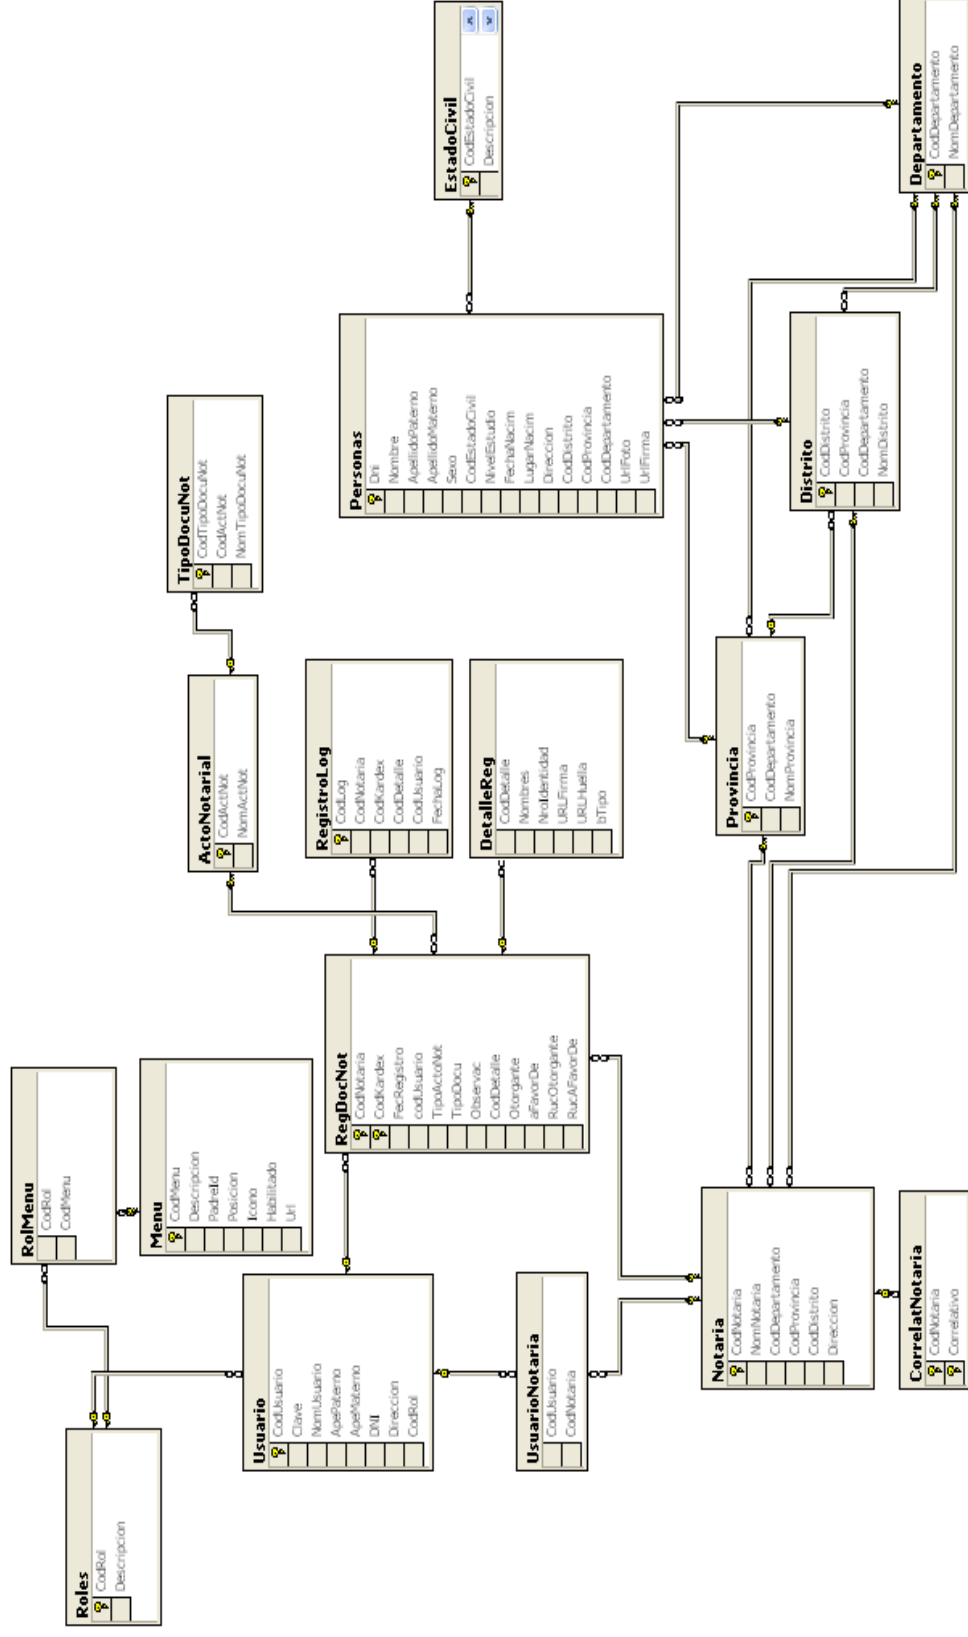 Roles
CodRol
Descripcion
RolMenu
CodRol
CodMenu
Menu
CodMenu
Descripcion
PadreId
Posicion
Icono
Habilitado
Url
Usuario
CodUsuario
Clave
NomUsuario
ApePaterno
ApeMaterno
DNI
Direccion
CodRol
UsuarioNotaria
CodUsuario
CodNotaria
RegDocNot
CodNotaria
CodKardex
FecRegistro
codUsuario
TipoActoNot
TipoDocu
Observac
CodDetalle
Otorgante
aFavorDe
RucOtorgante
RucAFavorDe
ActoNotarial
CodActNot
NomActNot
TipoDocuNot
CodTipoDocuNot
CodActNot
NomTipoDocuNot
RegistroLog
CodLog
CodNotaria
CodKardex
CodDetalle
CodUsuario
FechaLog
DetalleReg
CodDetalle
Nombres
NroIdentidad
URLFirma
URLHuella
bTipo
Personas
Dni
Nombre
ApellidoPaterno
ApellidoMaterno
Sexo
CodEstadoCivil
NivelEstudio
FechaNacim
LugarNacim
Direccion
CodDistrito
CodProvincia
CodDepartamento
UrlFoto
UrlFirma
EstadoCivil
CodEstadoCivil
Descripcion
Notaria
CodNotaria
NomNotaria
CodDepartamento
CodProvincia
CodDistrito
Direccion
CorrelatNotaria
CodNotaria
Correlativo
Provincia
CodProvincia
CodDepartamento
NomProvincia
Distrito
CodDistrito
CodProvincia
CodDepartamento
NomDistrito
Departamento
CodDepartamento
NomDepartamento